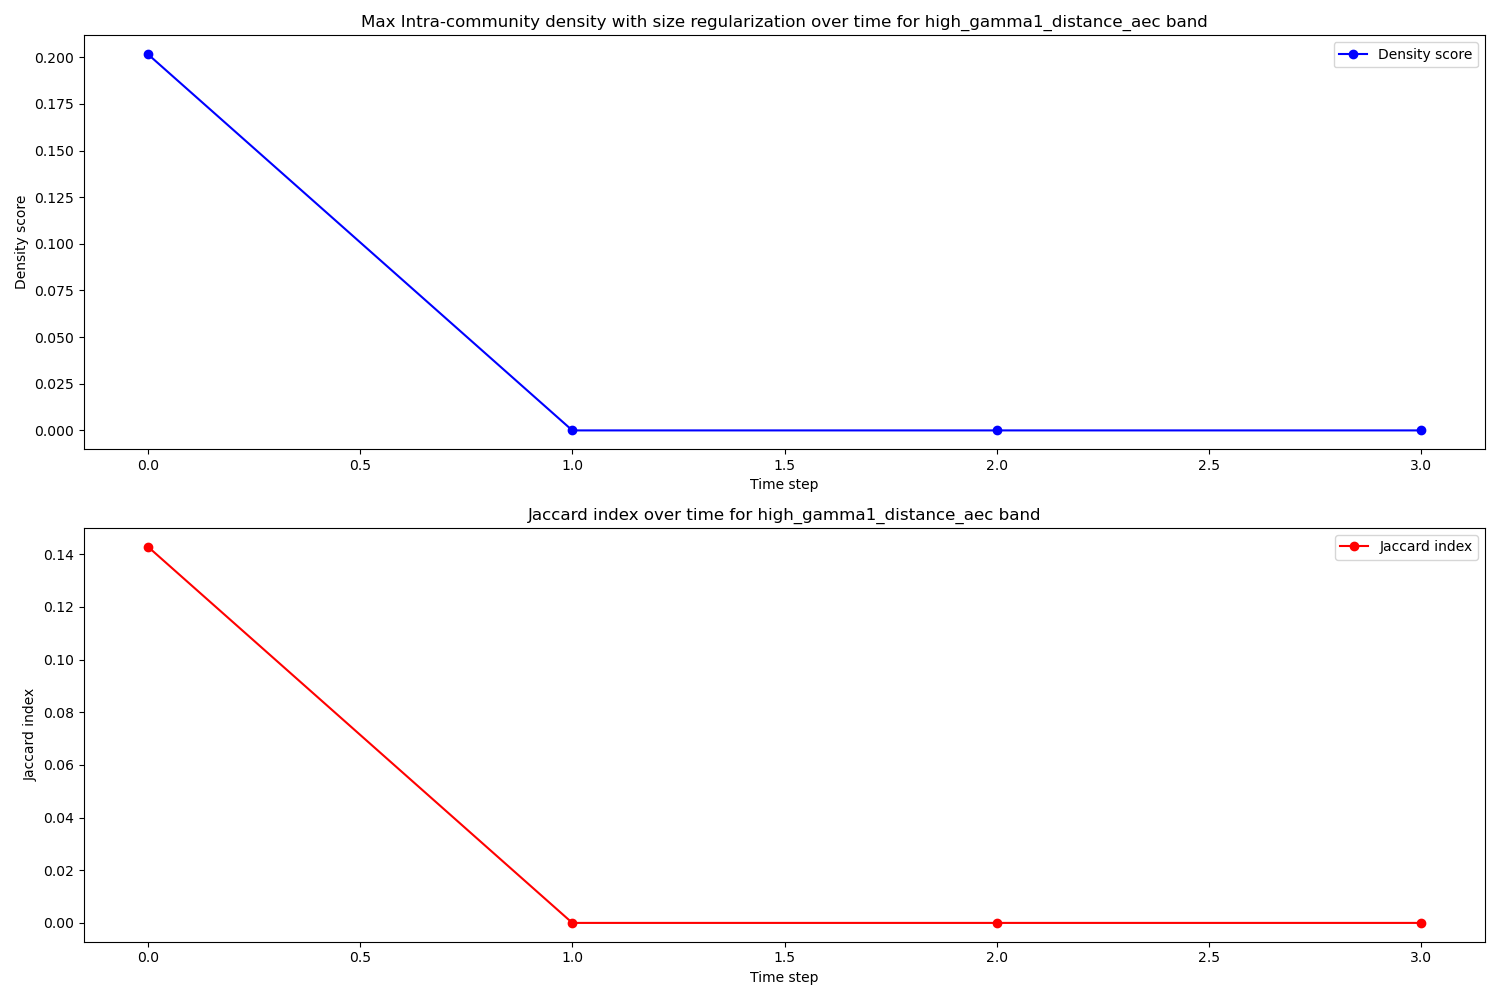 Max Intra-community density with size regularization over time for high_gamma1_distance_aec band
Density score
0.200
0.175
0.150
0.125
0.100
0.075
0.050
0.025
0.000
Density score
0.0 0.5 1.0 1.5 2.0 2.5 3.0
Time step
Jaccard index over time for high_gamma1_distance_aec band
Jaccard index
0.14
0.12
0.10
0.08
0.06
0.04
0.02
0.00
Jaccard index
0.0 0.5 1.0 1.5 2.0 2.5 3.0
Time step